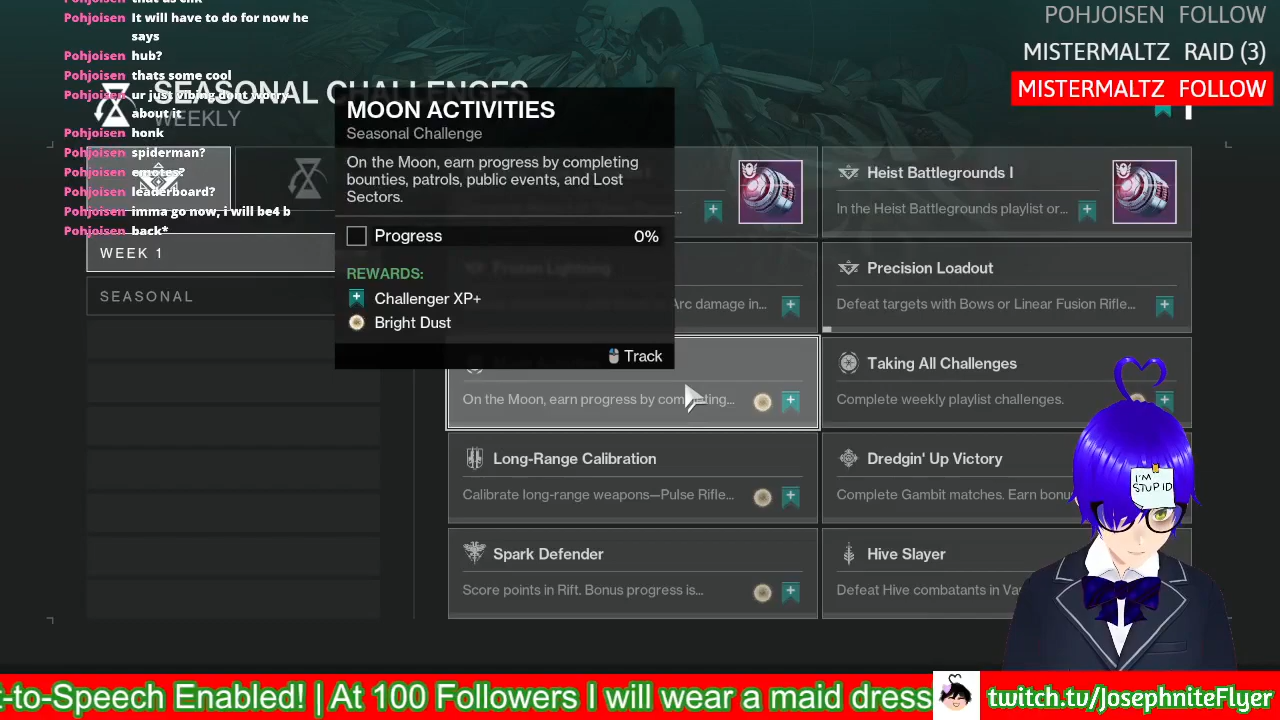 Pohjoisen It will have to do for now he
says
Pohjoisen hub?
Pohjoisen thats some cool
Pohjoisen ur just vibing dont worry
about it
Pohjoisen honk
Pohjoisen spiderman?
Pohjoisen emotes?
Pohjoisen leaderboard?
Pohjoisen imma go now, i will be4 b
Pohjoisen back*
POHJOISEN FOLLOW
MISTERMALTZ RAID (3)
MISTERMALTZ FOLLOW
SEASONAL CHALLENGES
WEEKLY
WEEK 1
SEASONAL
MOON ACTIVITIES
Seasonal Challenge
On the Moon, earn progress by completing
bounties, patrols, public events, and Lost
Sectors.
Progress 0%
REWARDS:
Challenger XP+
Bright Dust
Track
Heist Battlegrounds I
In the Heist Battlegrounds playlist or...
Arc damage in...
Precision Loadout
Defeat targets with Bows or Linear Fusion Rifle...
On the Moon, earn progress by completing...
Taking All Challenges
Complete weekly playlist challenges.
Long-Range Calibration
Calibrate long-range weapons—Pulse Rifle...
Dredgin' Up Victory
Complete Gambit matches. Earn bonu
Spark Defender
Score points in Rift. Bonus progress is...
Hive Slayer
Defeat Hive combatants in Va
I'M
STUPID
t-to-Speech Enabled! | At 100 Followers I will wear a maid dress
twitch.tv/JosephniteFlyer